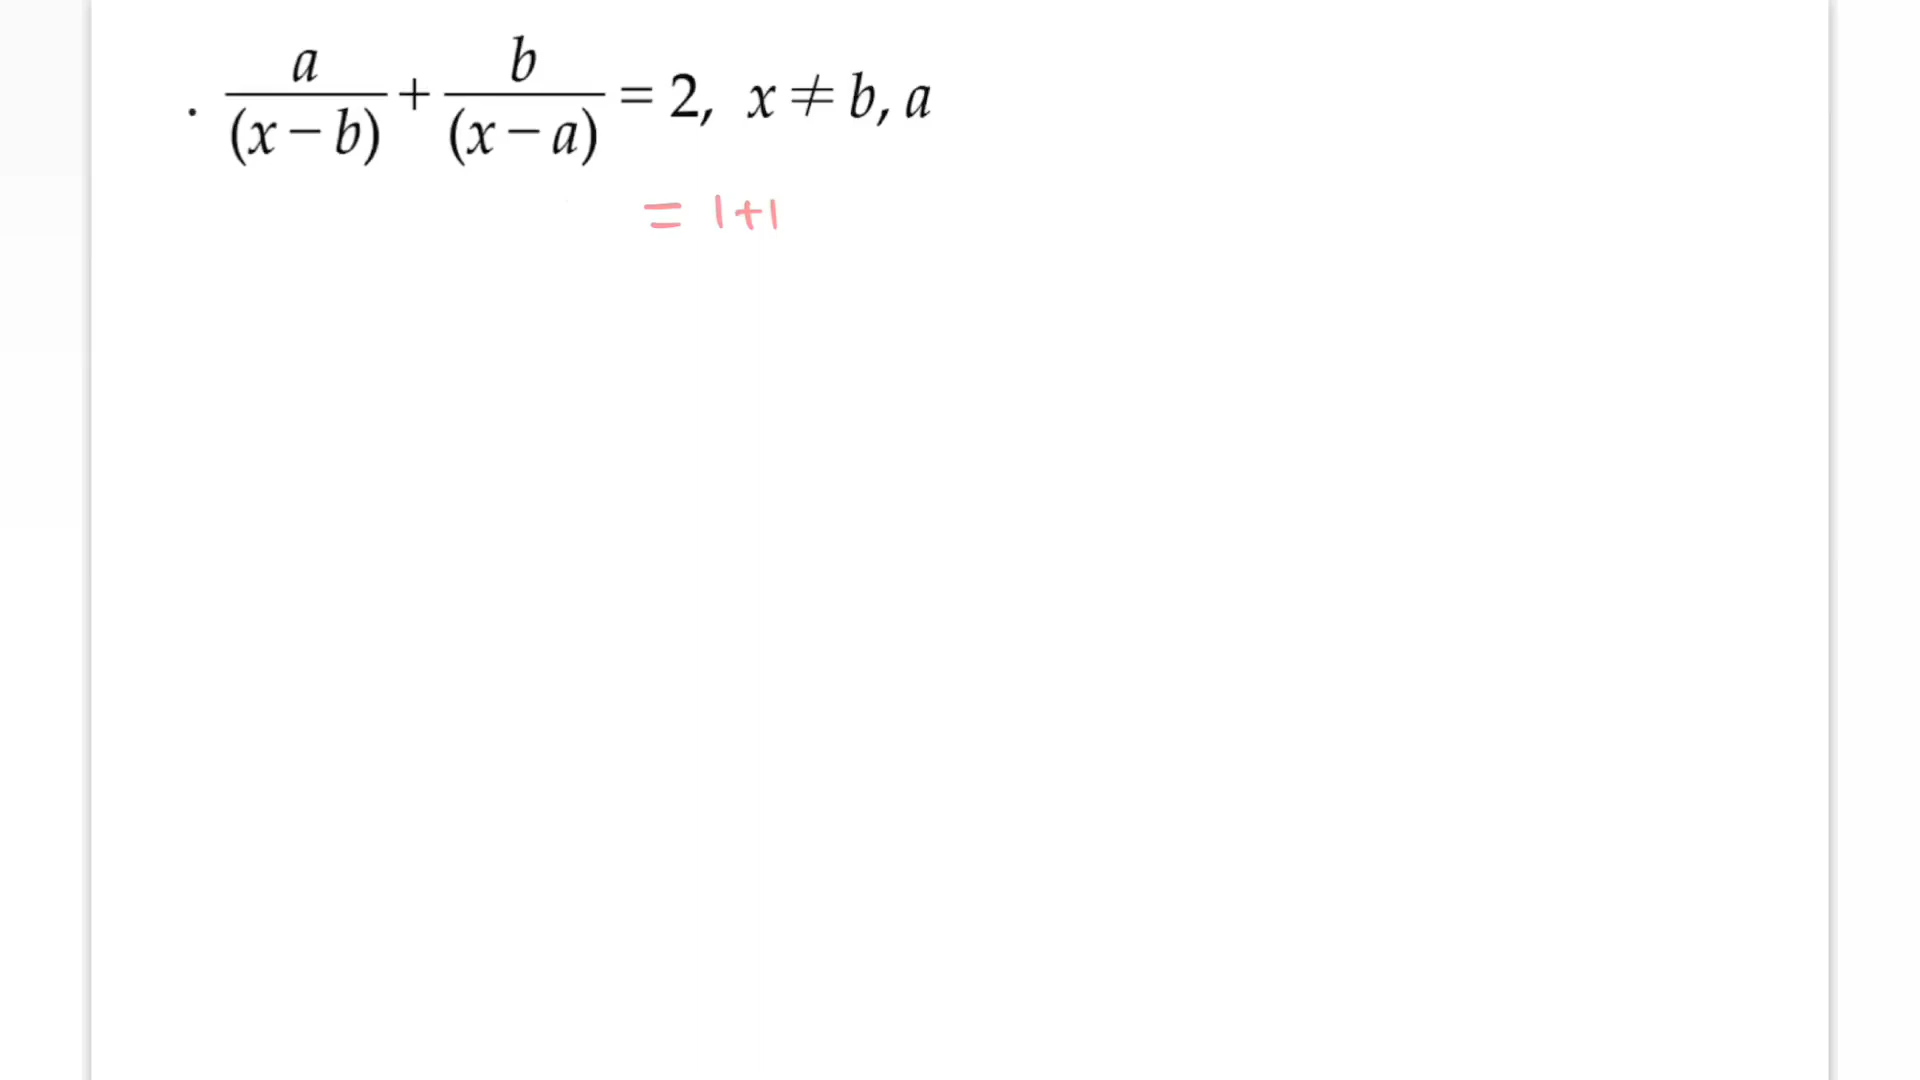 . a/(x − b) + b/(x − a) = 2, x ≠ b, a
= 1+1